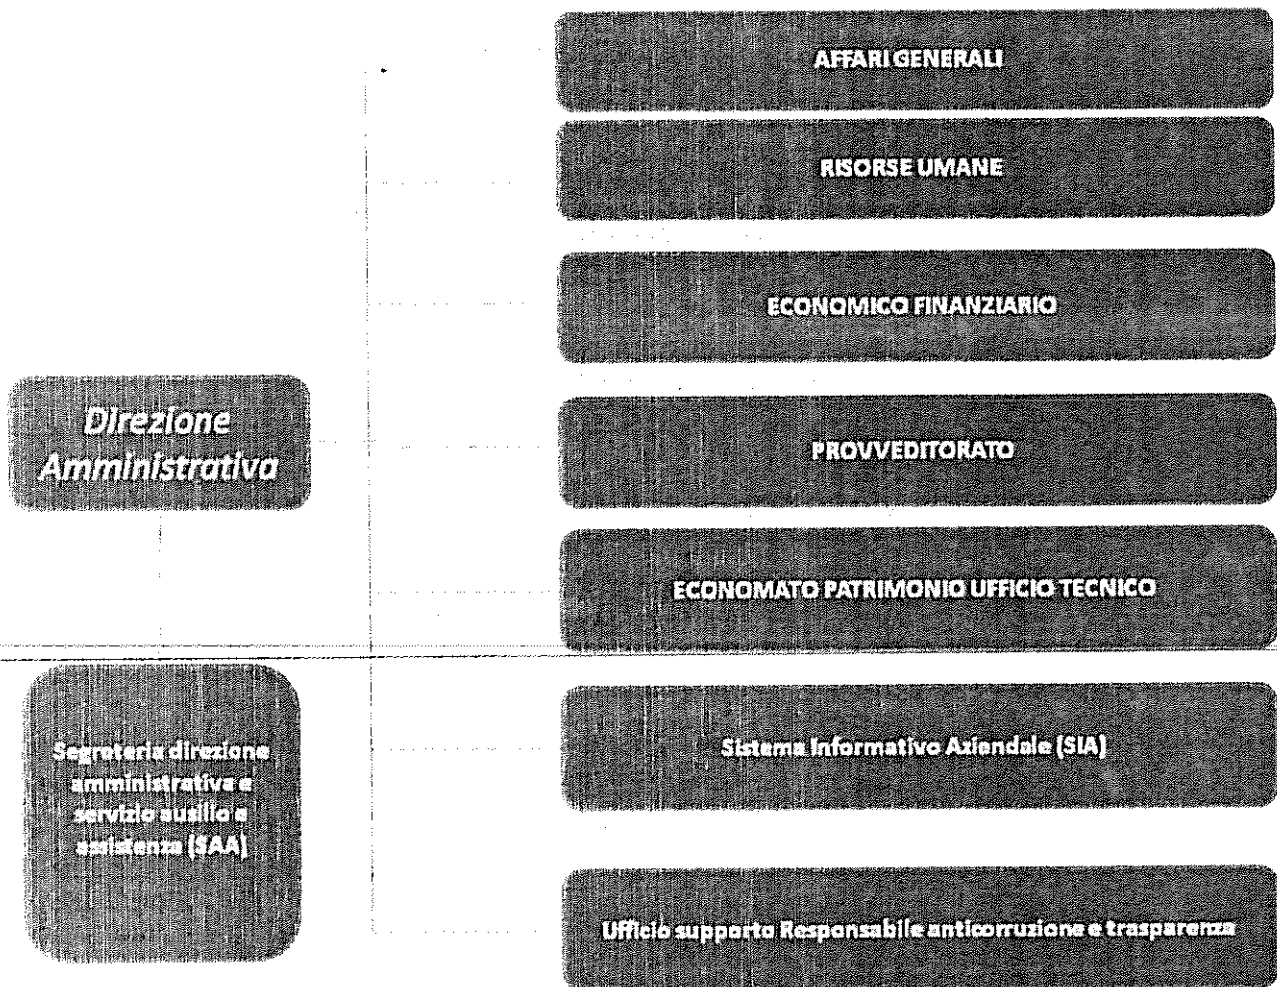 AFFARI GENERALI
RISORSE UMANE
ECONOMICO FINANZIARIO
Direzione
Amministrativa
PROVVEDITORATO
ECONOMATO PATRIMONIO UFFICIO TECNICO
Segreteria direzione
amministrativa e
servizio ausilio e
assistenza (SAA)
Sistema Informativo Aziendale (SIA)
Ufficio supporto Responsabile anticorruzione e trasparenza